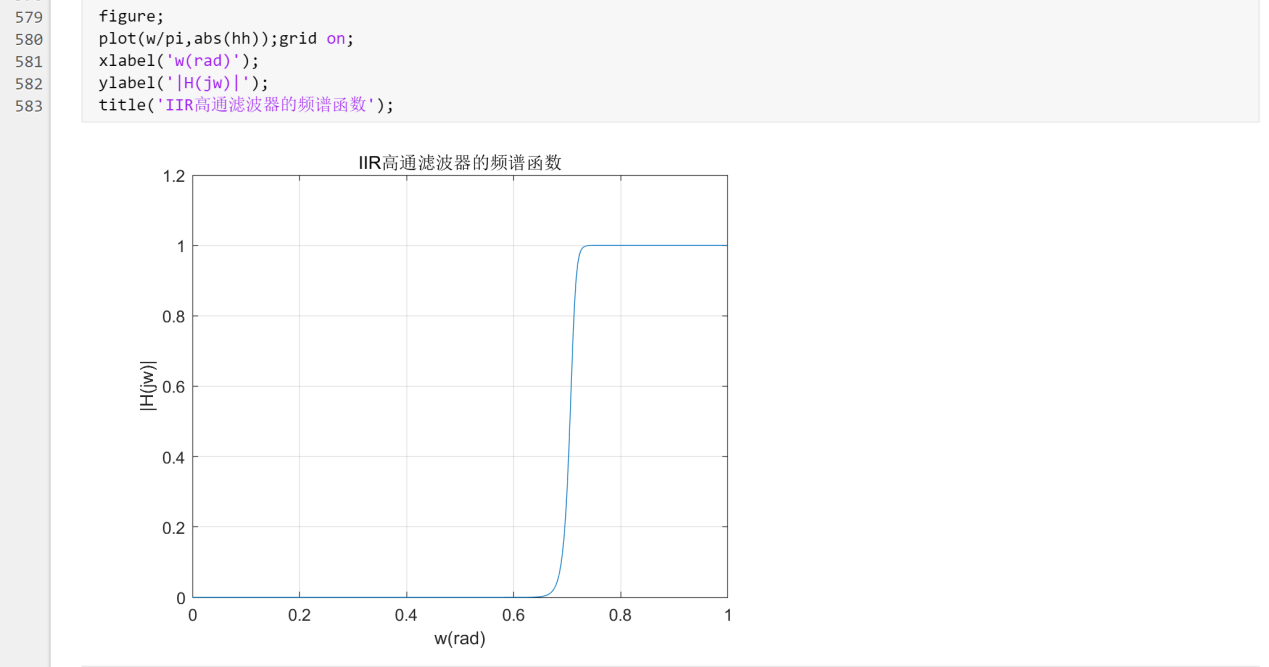 579 figure;
580 plot(w/pi,abs(hh));grid on;
581 xlabel('w(rad)');
582 ylabel('|H(jw)|');
583 title('IIR高通滤波器的频谱函数');
IIR高通滤波器的频谱函数
1.2
1
0.8
0.6
0.4
0.2
0
|H(jw)|
0 0.2 0.4 0.6 0.8 1
w(rad)